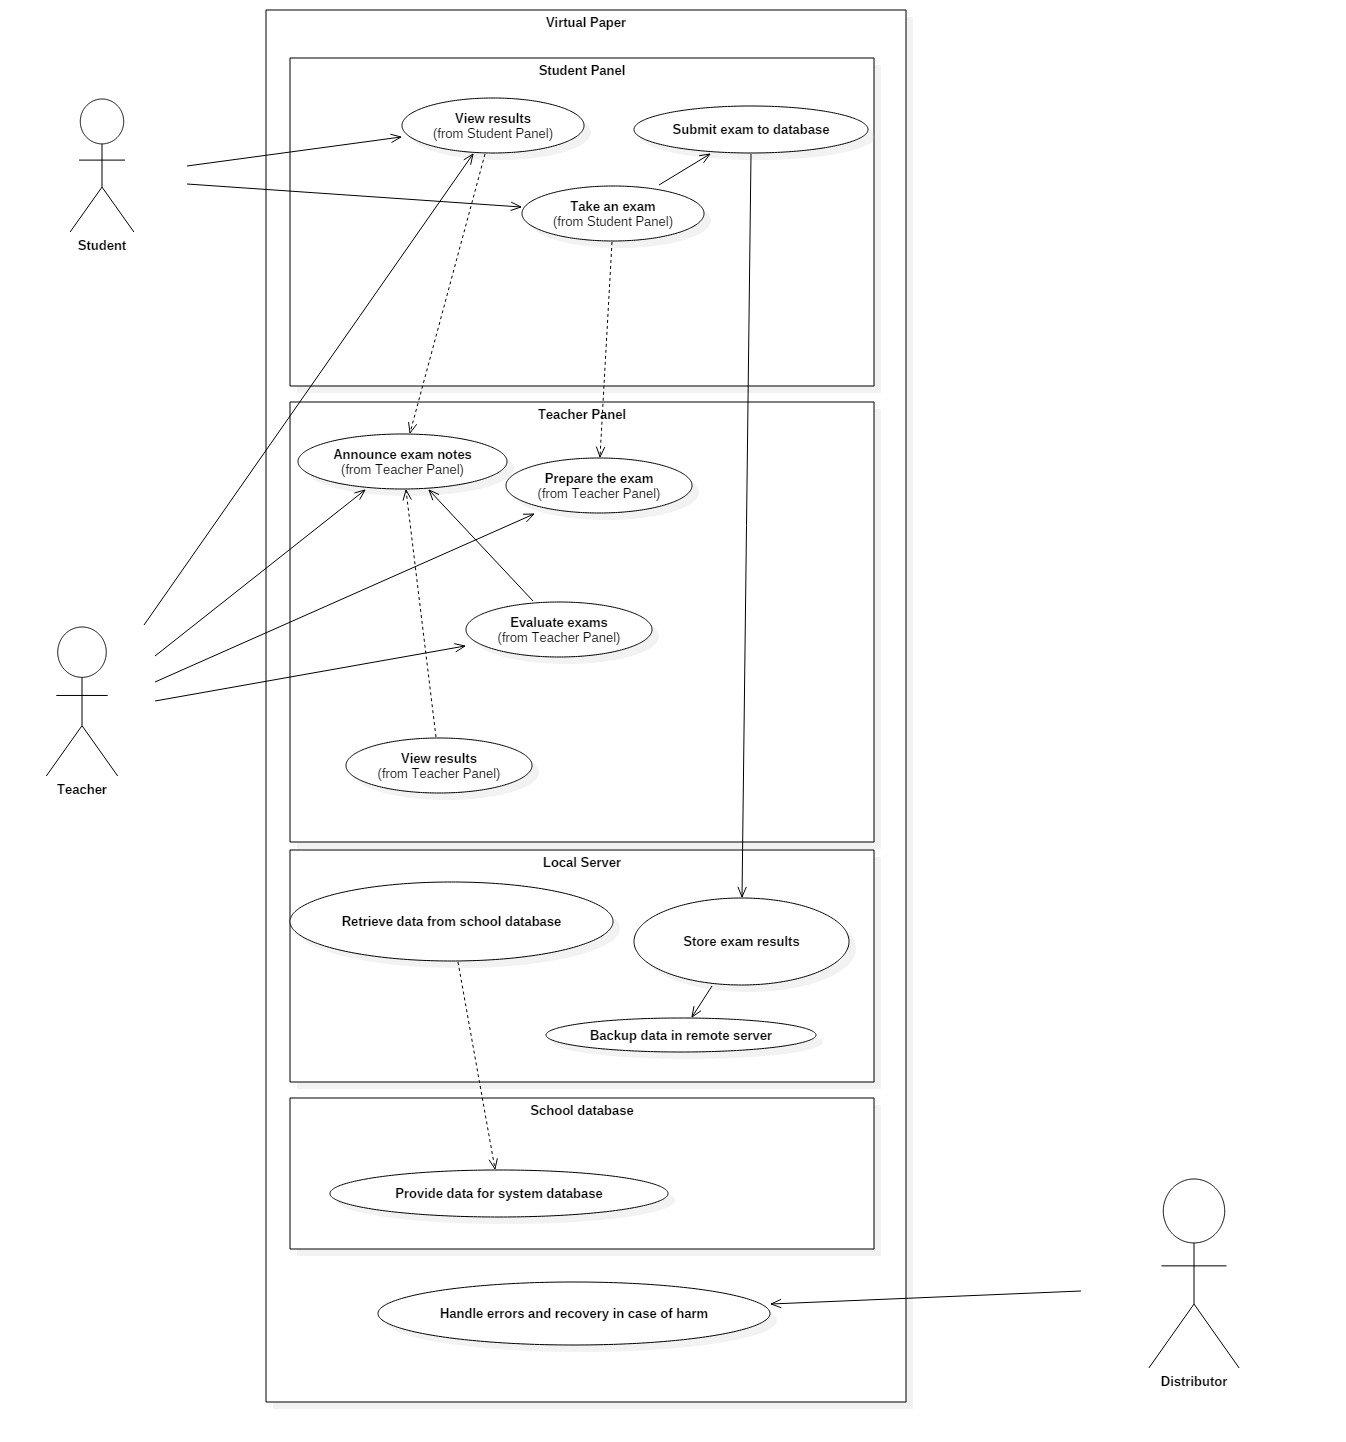 Virtual Paper
Student Panel
View results
(from Student Panel)
Submit exam to database
Take an exam
(from Student Panel)
Student
Teacher Panel
Announce exam notes
(from Teacher Panel)
Prepare the exam
(from Teacher Panel)
Evaluate exams
(from Teacher Panel)
View results
(from Teacher Panel)
Teacher
Local Server
Retrieve data from school database
Store exam results
Backup data in remote server
School database
Provide data for system database
Handle errors and recovery in case of harm
Distributor